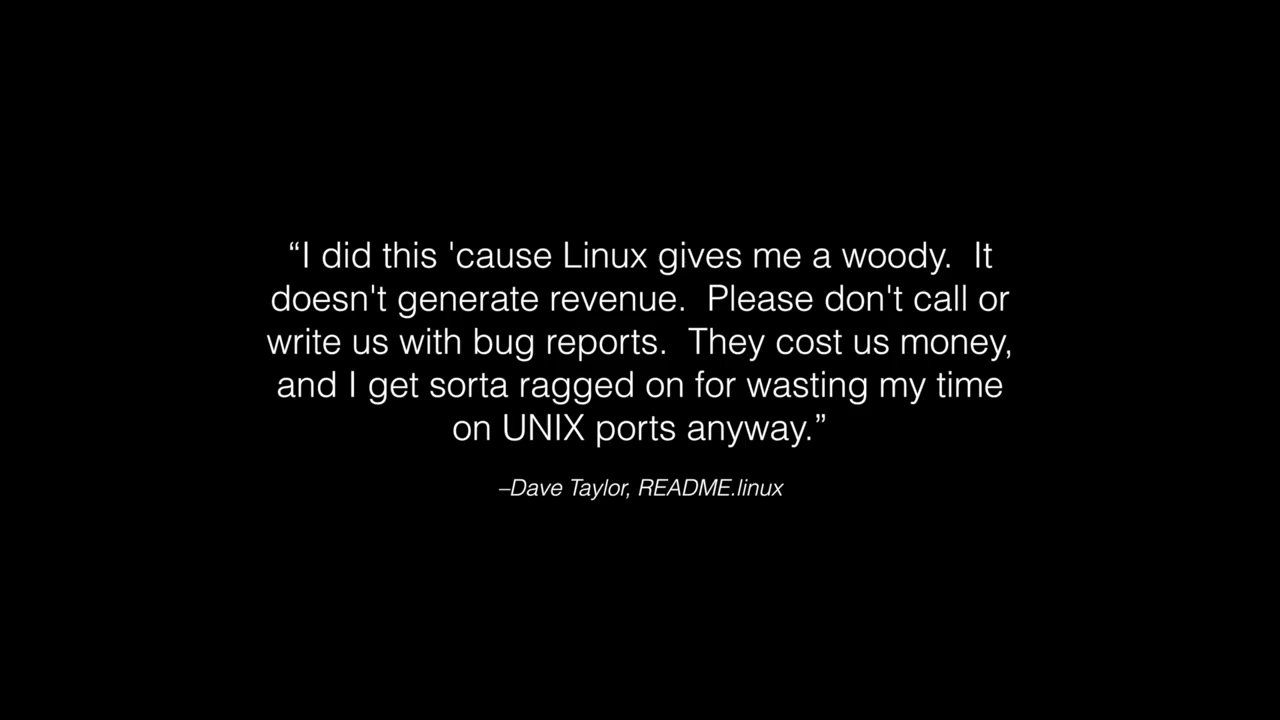 “I did this 'cause Linux gives me a woody.  It
doesn't generate revenue.  Please don't call or
write us with bug reports.  They cost us money,
and I get sorta ragged on for wasting my time
on UNIX ports anyway.”
–Dave Taylor, README.linux